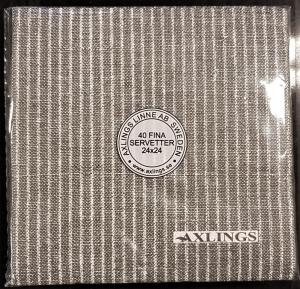 AXLINGS LINNE AB SWEDEN
40 FINA
SERVETTER
24x24
• www.axlings.se •
AXLINGS